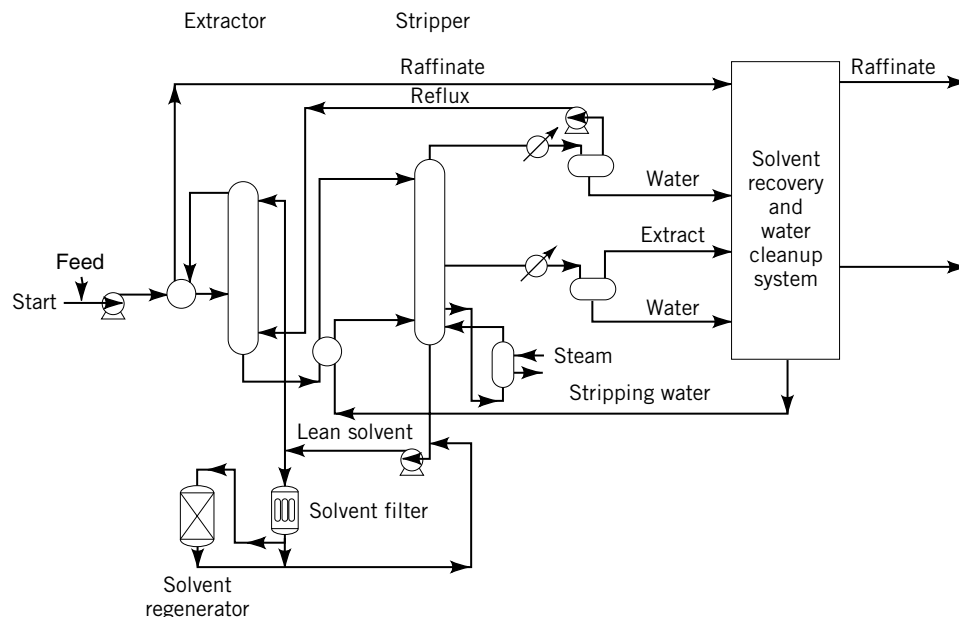 Extractor
Stripper
Raffinate
Raffinate
Reflux
Solvent
recovery
and
water
cleanup
system
Water
Extract
Feed
Start
Water
Steam
Stripping water
Lean solvent
Solvent filter
Solvent
regenerator